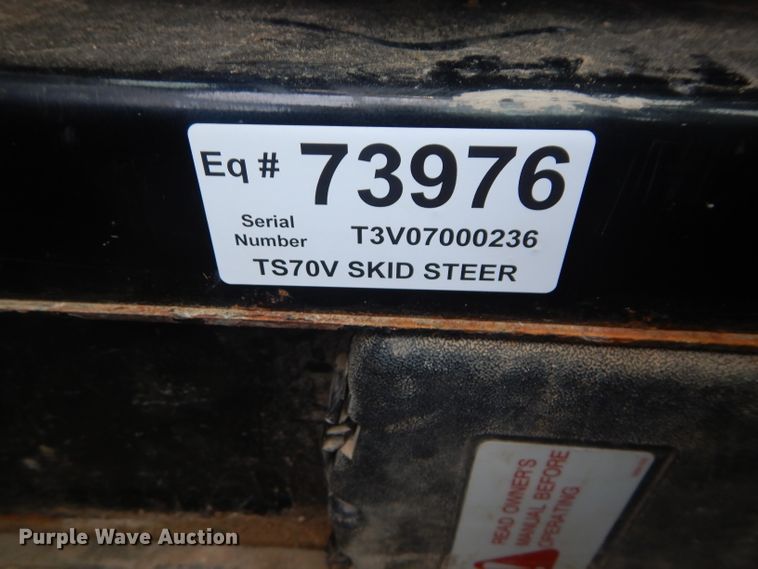 Eq # 73976
Serial Number T3V07000236
TS70V SKID STEER
READ OWNER'S
MANUAL BEFORE
OPERATING
Purple Wave Auction